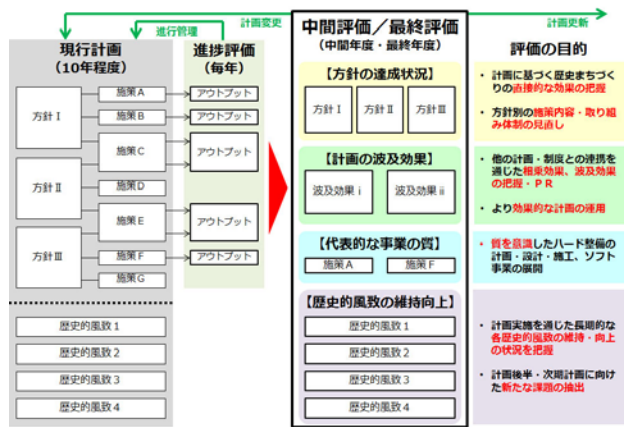 計画変更
計画更新
進行管理
現行計画
（10年程度）
進捗評価
（毎年）
中間評価／最終評価
（中間年度・最終年度）
評価の目的
方針Ⅰ
方針Ⅱ
方針Ⅲ
施策A
施策B
施策C
施策D
施策E
施策F
施策G
アウトプット
アウトプット
アウトプット
アウトプット
アウトプット
歴史的風致1
歴史的風致2
歴史的風致3
歴史的風致4
【方針の達成状況】
方針Ⅰ
方針Ⅱ
方針Ⅲ
【計画の波及効果】
波及効果ⅰ
波及効果ⅱ
【代表的な事業の質】
施策A
施策F
【歴史的風致の維持向上】
歴史的風致1
歴史的風致2
歴史的風致3
歴史的風致4
・計画に基づく歴史まちづく
りの直接的な効果の把握
・方針別の施策内容・取り組
み体制の見直し
・他の計画・制度との連携を
通じた相乗効果、波及効果
の把握・ＰＲ
・より効果的な計画の運用
・質を意識したハード整備の
計画・設計・施工、ソフト
事業の展開
・計画実施を通じた長期的な
各歴史的風致の維持・向上
の状況を把握
・計画後半・次期計画に向け
た新たな課題の抽出